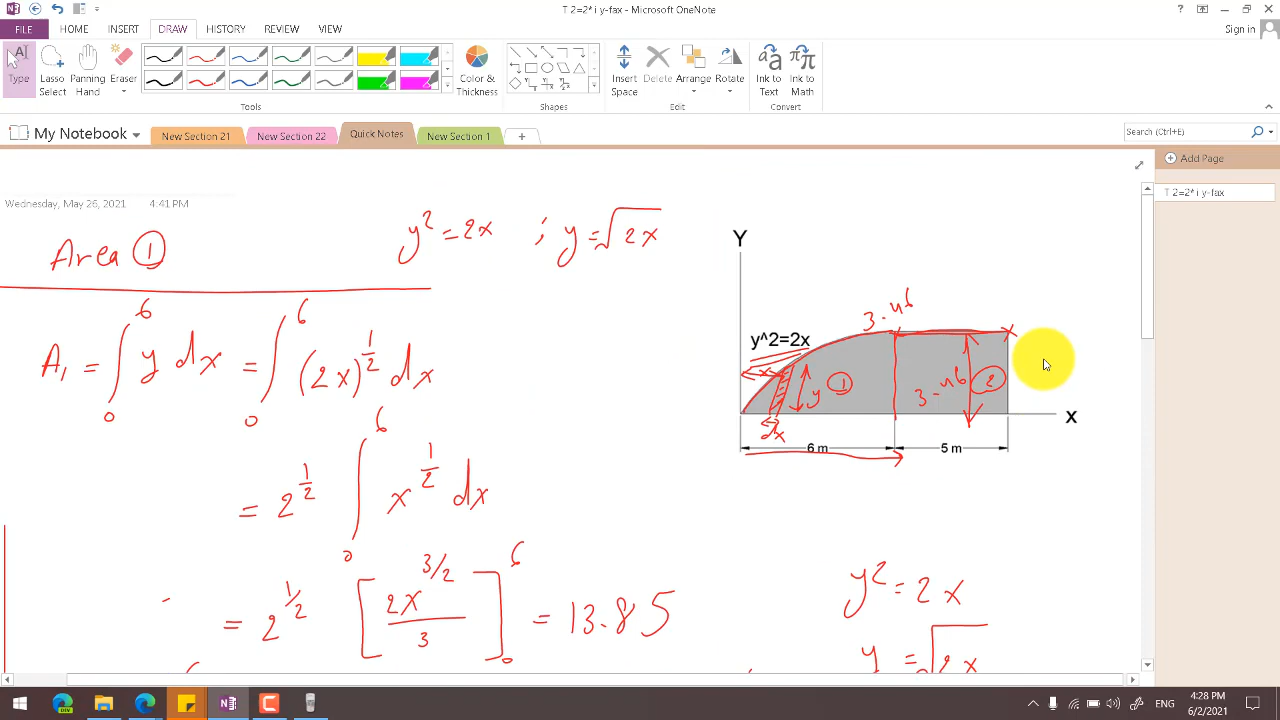 T 2=2* i y-fax - Microsoft OneNote
FILE HOME INSERT DRAW HISTORY REVIEW VIEW
Sign in
Type Lasso Select Panning Hand Eraser Color & Thickness Insert Space Delete Arrange Rotate Ink to Text Ink to Math
Tools Shapes Edit Convert
My Notebook New Section 21 New Section 22 Quick Notes New Section 1 +
Search (Ctrl+E)
Add Page
T 2=2* i y-fax
Wednesday, May 26, 2021 4:41 PM
y² = 2x ; y = √2x
Area ①
A₁ = ∫₀⁶ y dx = ∫₀⁶ (2x)^1/2 dx
= 2^1/2 ∫₀⁶ x^1/2 dx
= 2^1/2 [2x^3/2 / 3]₀⁶ = 13.85
Y
3.46
y^2=2x
x y ① 3.46 ②
dx
X
6 m 5 m
y² = 2x
y = √2x
4:28 PM
ENG
6/2/2021